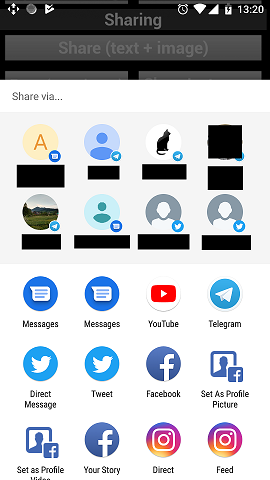 13:20
Sharing
Share (text + image)
Share via...
A
Messages
Messages
YouTube
Telegram
Direct
Message
Tweet
Facebook
Set As Profile
Picture
Set as Profile
Your Story
Direct
Feed